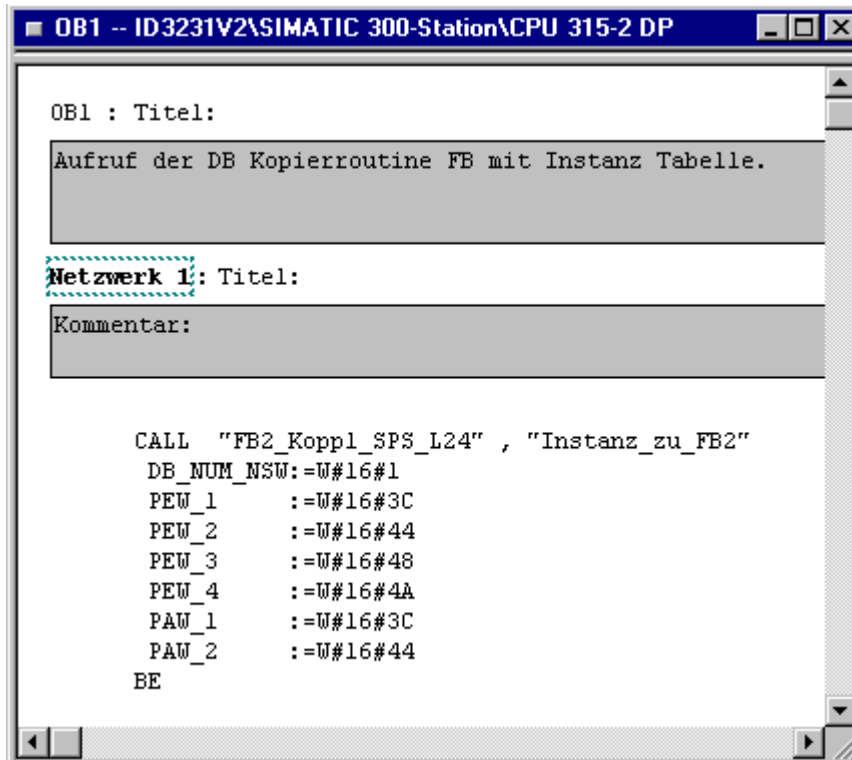 OB1 -- ID3231V2\SIMATIC 300-Station\CPU 315-2 DP
OB1 : Titel:
Aufruf der DB Kopierroutine FB mit Instanz Tabelle.
Netzwerk 1: Titel:
Kommentar:
CALL "FB2_Koppl_SPS_L24" , "Instanz_zu_FB2"
DB_NUM_NSW:=W#16#1
PEW_1 :=W#16#3C
PEW_2 :=W#16#44
PEW_3 :=W#16#48
PEW_4 :=W#16#4A
PAW_1 :=W#16#3C
PAW_2 :=W#16#44
BE